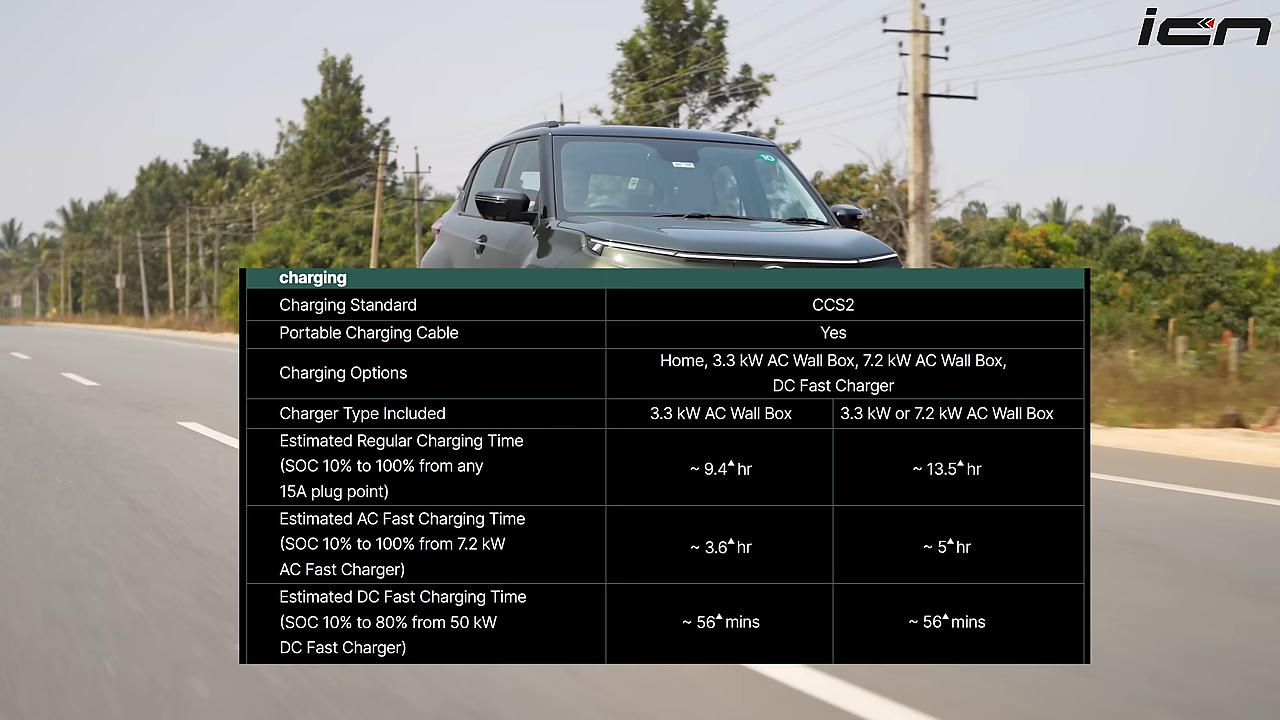 icn
10
charging
Charging Standard CCS2
Portable Charging Cable Yes
Charging Options Home, 3.3 kW AC Wall Box, 7.2 kW AC Wall Box,
DC Fast Charger
Charger Type Included 3.3 kW AC Wall Box 3.3 kW or 7.2 kW AC Wall Box
Estimated Regular Charging Time
(SOC 10% to 100% from any
15A plug point)
~ 9.4▲hr ~ 13.5▲hr
Estimated AC Fast Charging Time
(SOC 10% to 100% from 7.2 kW
AC Fast Charger)
~ 3.6▲hr ~ 5▲hr
Estimated DC Fast Charging Time
(SOC 10% to 80% from 50 kW
DC Fast Charger)
~ 56▲mins ~ 56▲mins